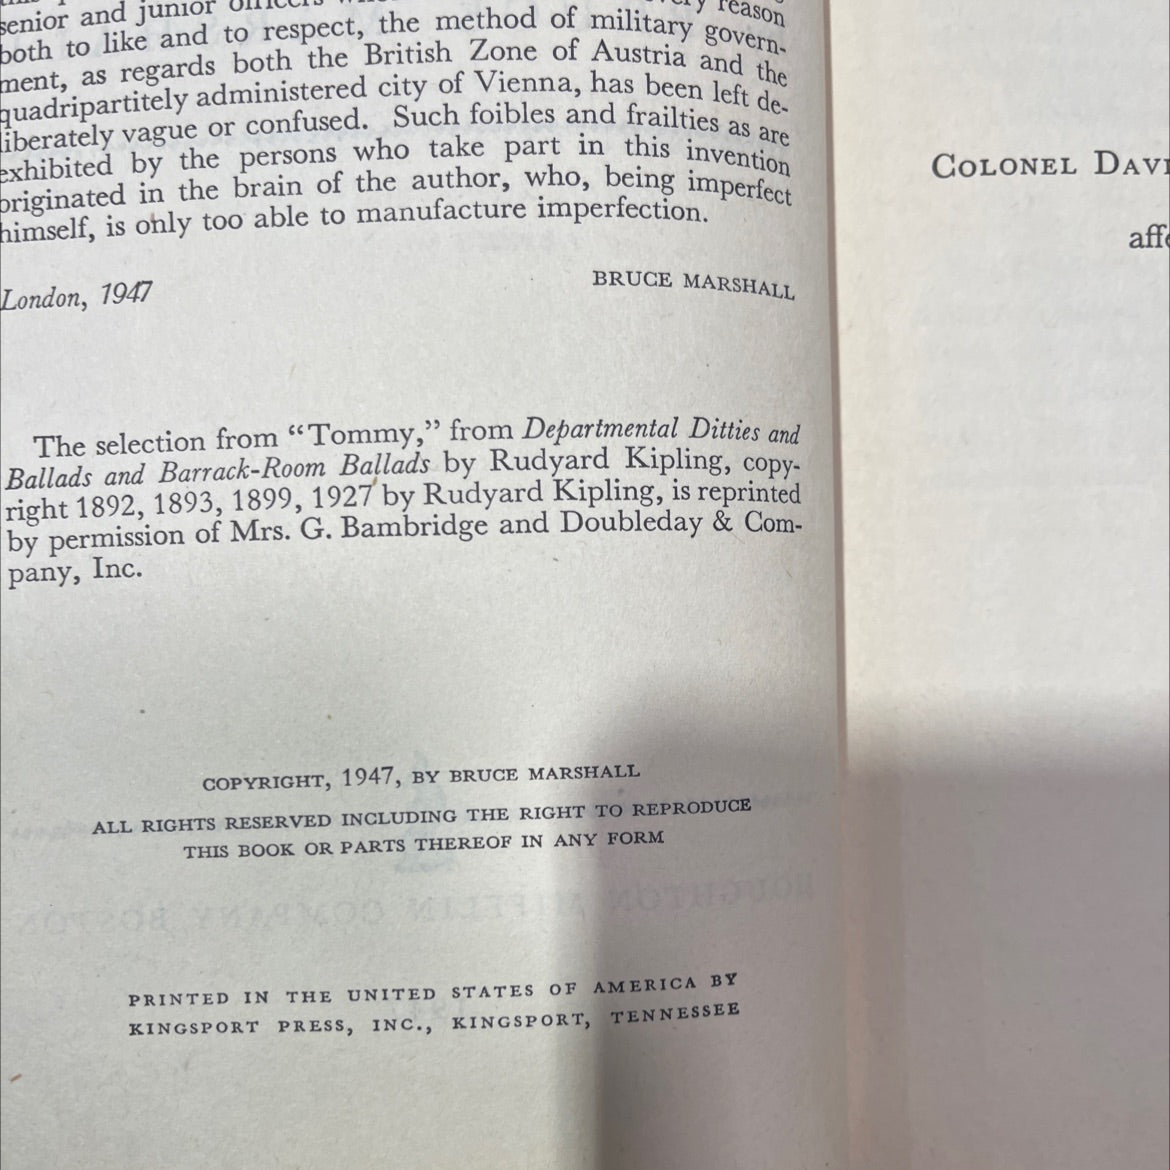 senior and junior
both to like and to respect, the method of military govern-
ment, as regards both the British Zone of Austria and the
quadripartitely administered city of Vienna, has been left de-
liberately vague or confused. Such foibles and frailties as are
exhibited by the persons who take part in this invention
originated in the brain of the author, who, being imperfect
himself, is only too able to manufacture imperfection.
BRUCE MARSHALL
London, 1947
The selection from “Tommy,” from Departmental Ditties and
Ballads and Barrack-Room Ballads by Rudyard Kipling, copy-
right 1892, 1893, 1899, 1927 by Rudyard Kipling, is reprinted
by permission of Mrs. G. Bambridge and Doubleday & Com-
pany, Inc.
COPYRIGHT, 1947, BY BRUCE MARSHALL
ALL RIGHTS RESERVED INCLUDING THE RIGHT TO REPRODUCE
THIS BOOK OR PARTS THEREOF IN ANY FORM
PRINTED IN THE UNITED STATES OF AMERICA BY
KINGSPORT PRESS, INC., KINGSPORT, TENNESSEE
COLONEL DAVI
affe